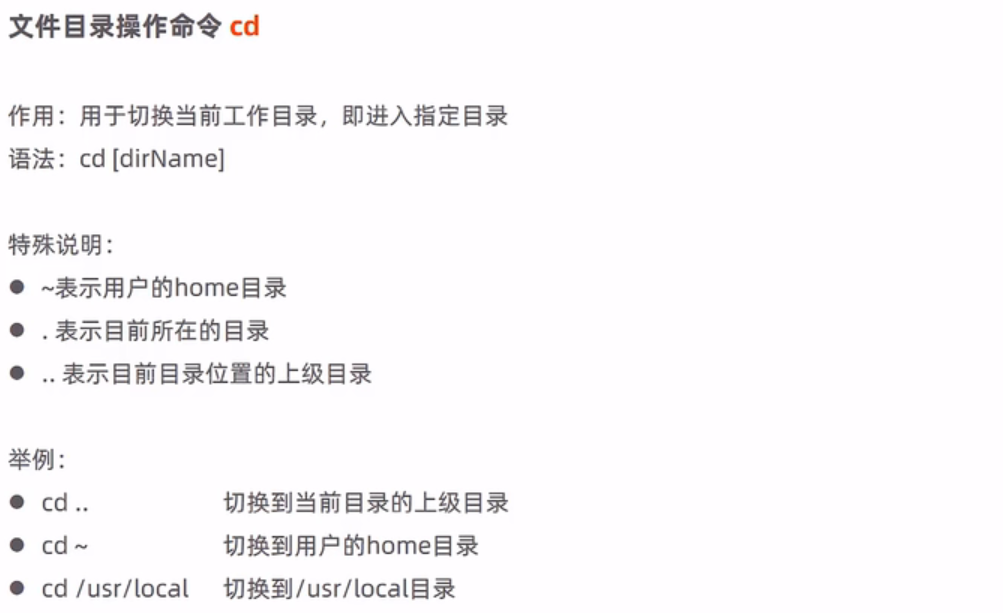 文件目录操作命令 cd
作用：用于切换当前工作目录，即进入指定目录
语法：cd [dirName]
特殊说明：
● ~表示用户的home目录
● . 表示目前所在的目录
● .. 表示目前目录位置的上级目录
举例：
● cd .. 切换到当前目录的上级目录
● cd ~ 切换到用户的home目录
● cd /usr/local 切换到/usr/local目录